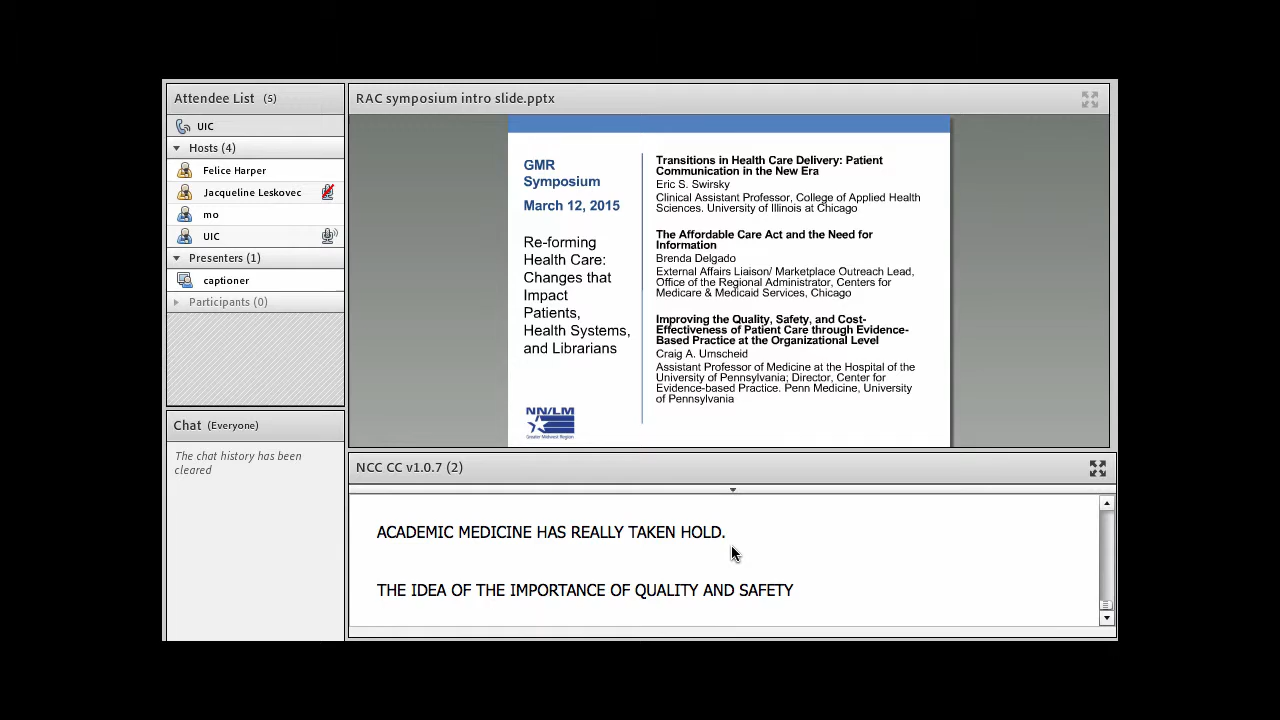 Attendee List (5)
UIC
Hosts (4)
Felice Harper
Jacqueline Leskovec
mo
UIC
Presenters (1)
captioner
Participants (0)
Chat (Everyone)
The chat history has been
cleared
RAC symposium intro slide.pptx
GMR
Symposium
March 12, 2015
Re-forming
Health Care:
Changes that
Impact
Patients,
Health Systems,
and Librarians
NN/LM
Greater Midwest Region
Transitions in Health Care Delivery: Patient
Communication in the New Era
Eric S. Swirsky
Clinical Assistant Professor, College of Applied Health
Sciences. University of Illinois at Chicago
The Affordable Care Act and the Need for
Information
Brenda Delgado
External Affairs Liaison/ Marketplace Outreach Lead,
Office of the Regional Administrator, Centers for
Medicare & Medicaid Services, Chicago
Improving the Quality, Safety, and Cost-
Effectiveness of Patient Care through Evidence-
Based Practice at the Organizational Level
Craig A. Umscheid
Assistant Professor of Medicine at the Hospital of the
University of Pennsylvania; Director, Center for
Evidence-based Practice. Penn Medicine, University
of Pennsylvania
NCC CC v1.0.7 (2)
ACADEMIC MEDICINE HAS REALLY TAKEN HOLD.
THE IDEA OF THE IMPORTANCE OF QUALITY AND SAFETY